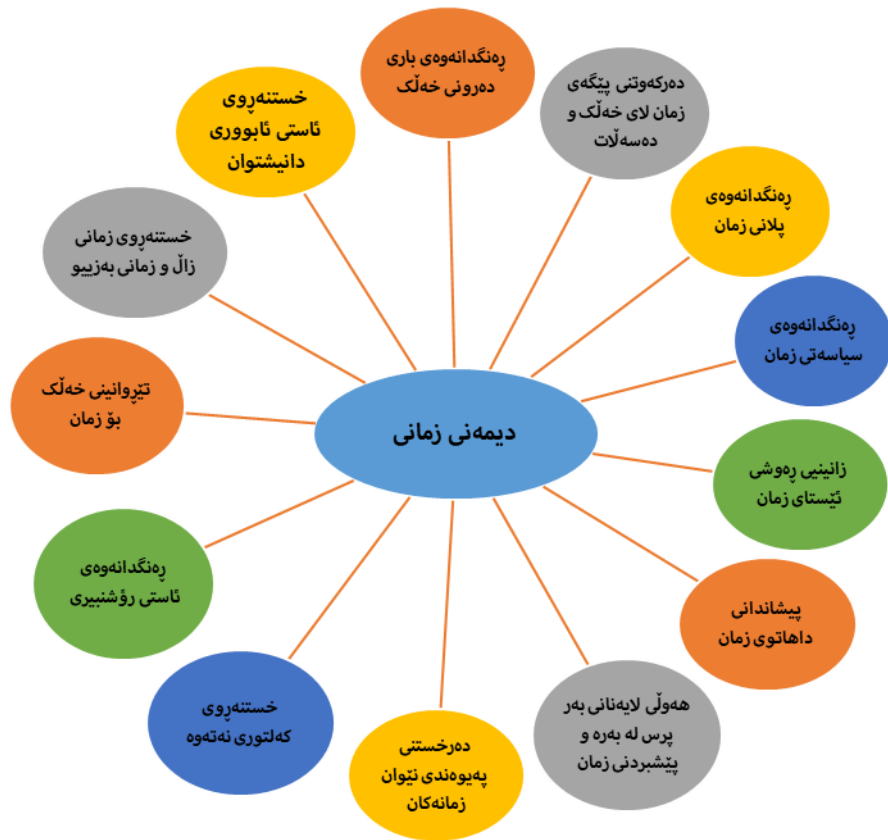 ڕەنگدانەوەی باری
دەرونی خەڵک
دەرکەوتنی پێگەی
زمان لای خەڵک و
دەسەڵات
ڕەنگدانەوەی
پلانی زمان
ڕەنگدانەوەی
سیاسەتی زمان
زانینیی ڕەوشی
ئێستای زمان
پیشاندانی
داهاتوی زمان
هەوڵی لایەنانی بەر
پرس لە بەرە و
پێشبردنی زمان
دەرخستنی
پەیوەندی نێوان
زمانەکان
خستنەڕوی
کەلتوری نەتەوە
ڕەنگدانەوەی
ئاستی رؤشنبیری
تێڕوانینی خەڵک
بۆ زمان
خستنەڕوی زمانی
زاڵ و زمانی بەزییو
خستنەڕوی
ئاستی ئابووری
دانیشتوان
دیمەنی زمانی